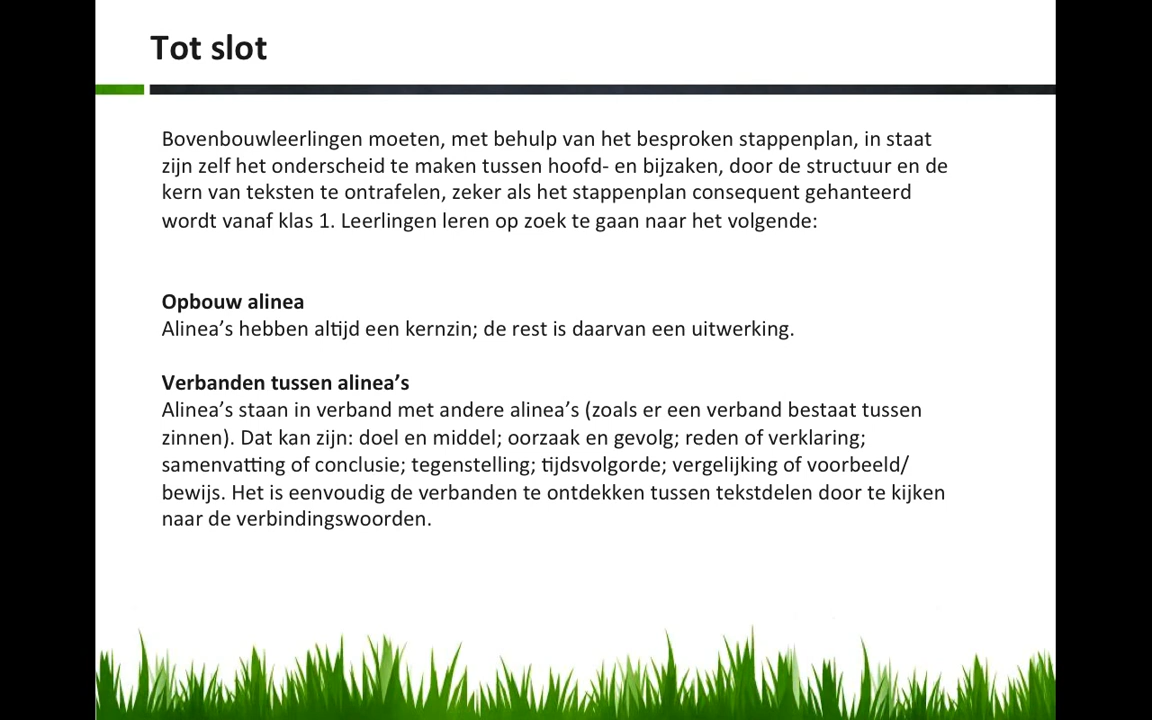 Tot slot
Bovenbouwleerlingen moeten, met behulp van het besproken stappenplan, in staat
zijn zelf het onderscheid te maken tussen hoofd- en bijzaken, door de structuur en de
kern van teksten te ontrafelen, zeker als het stappenplan consequent gehanteerd
wordt vanaf klas 1. Leerlingen leren op zoek te gaan naar het volgende:
Opbouw alinea
Alinea’s hebben altijd een kernzin; de rest is daarvan een uitwerking.
Verbanden tussen alinea’s
Alinea’s staan in verband met andere alinea’s (zoals er een verband bestaat tussen
zinnen). Dat kan zijn: doel en middel; oorzaak en gevolg; reden of verklaring;
samenvatting of conclusie; tegenstelling; tijdsvolgorde; vergelijking of voorbeeld/
bewijs. Het is eenvoudig de verbanden te ontdekken tussen tekstdelen door te kijken
naar de verbindingswoorden.